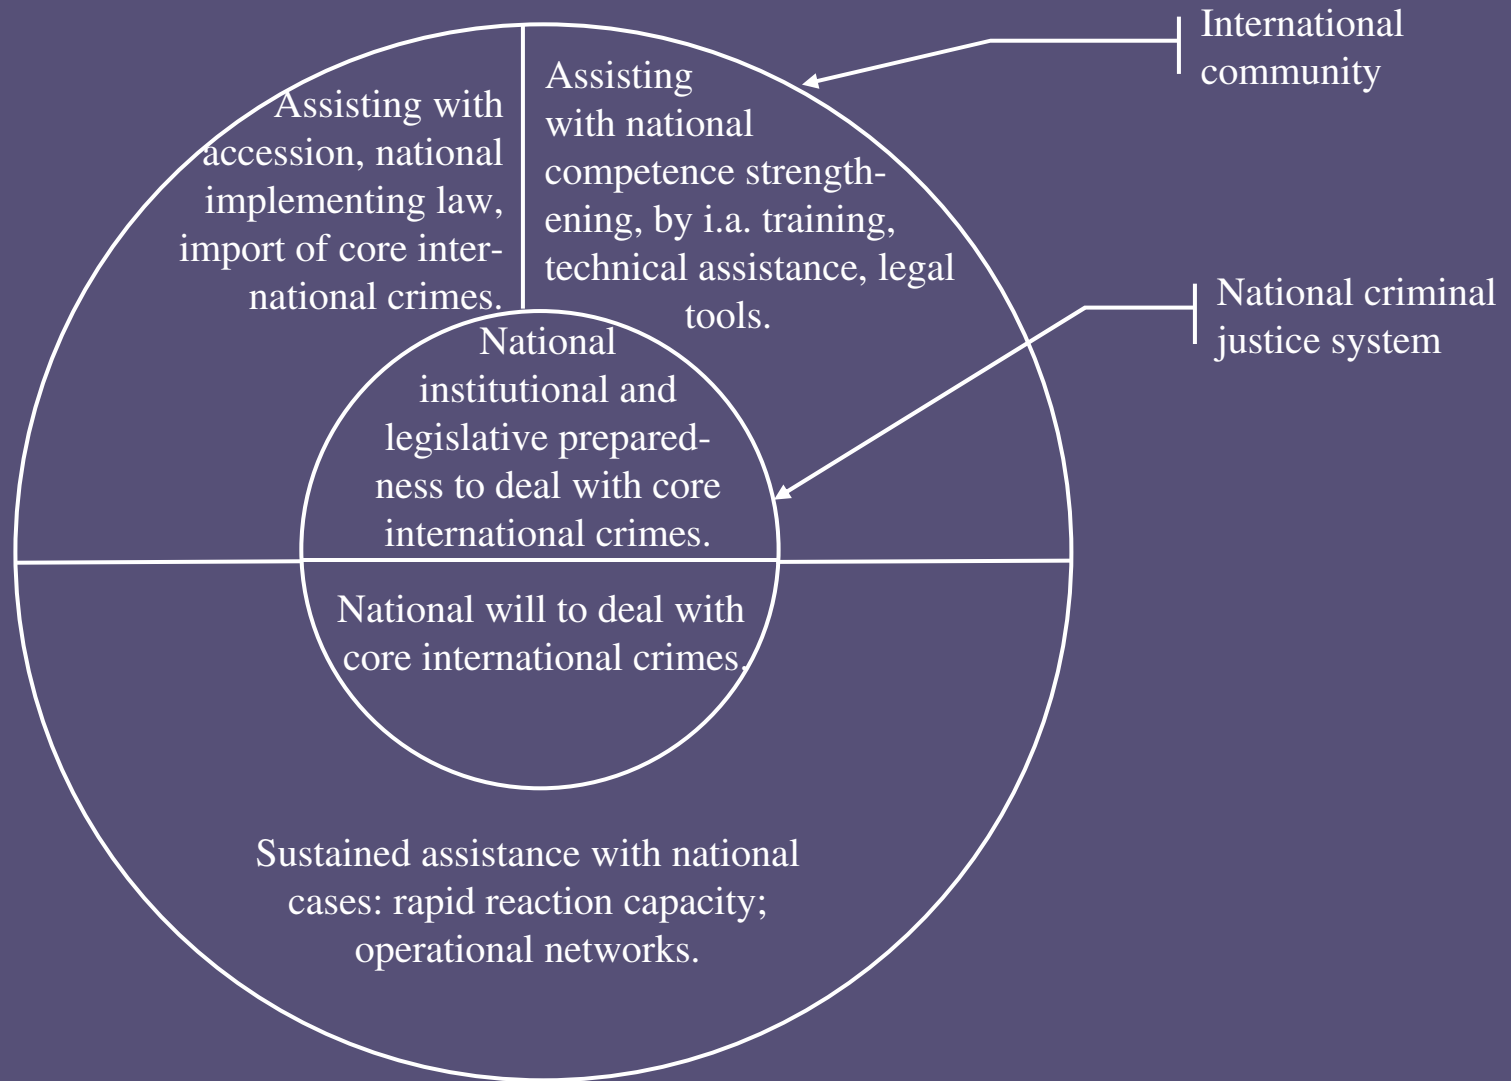 International
community
Assisting with
accession, national
implementing law,
import of core inter-
national crimes.
Assisting
with national
competence strength-
ening, by i.a. training,
technical assistance, legal
tools.
National criminal
justice system
National
institutional and
legislative prepared-
ness to deal with core
international crimes.
National will to deal with
core international crimes.
Sustained assistance with national
cases: rapid reaction capacity;
operational networks.